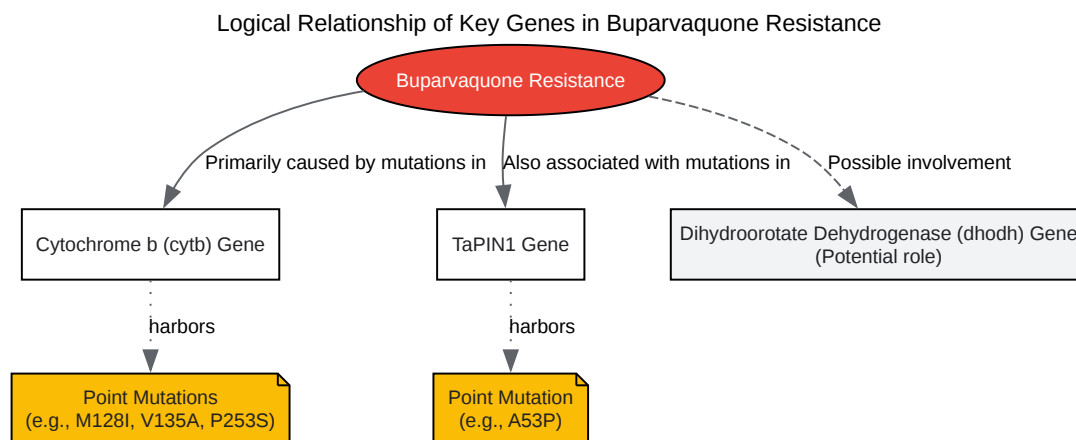 Logical Relationship of Key Genes in Buparvaquone Resistance
Buparvaquone Resistance
Primarily caused by mutations in
Also associated with mutations in
Possible involvement
Cytochrome b (cytb) Gene
TaPIN1 Gene
Dihydroorotate Dehydrogenase (dhodh) Gene
(Potential role)
harbors
harbors
Point Mutations
(e.g., M128I, V135A, P253S)
Point Mutation
(e.g., A53P)